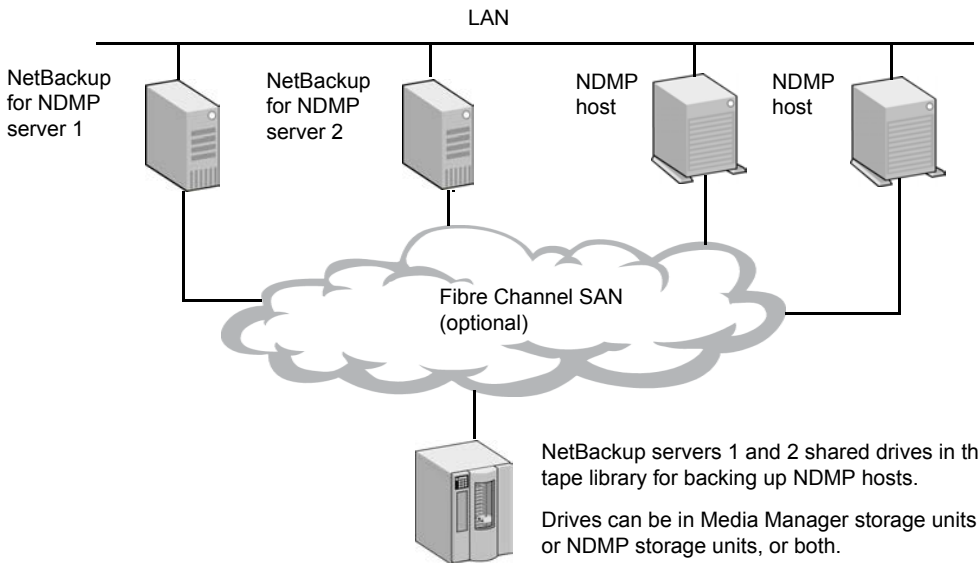 LAN
NetBackup
for NDMP
server 1
NetBackup
for NDMP
server 2
NDMP
host
NDMP
host
Fibre Channel SAN
(optional)
NetBackup servers 1 and 2 shared drives in th
tape library for backing up NDMP hosts.
Drives can be in Media Manager storage units
or NDMP storage units, or both.